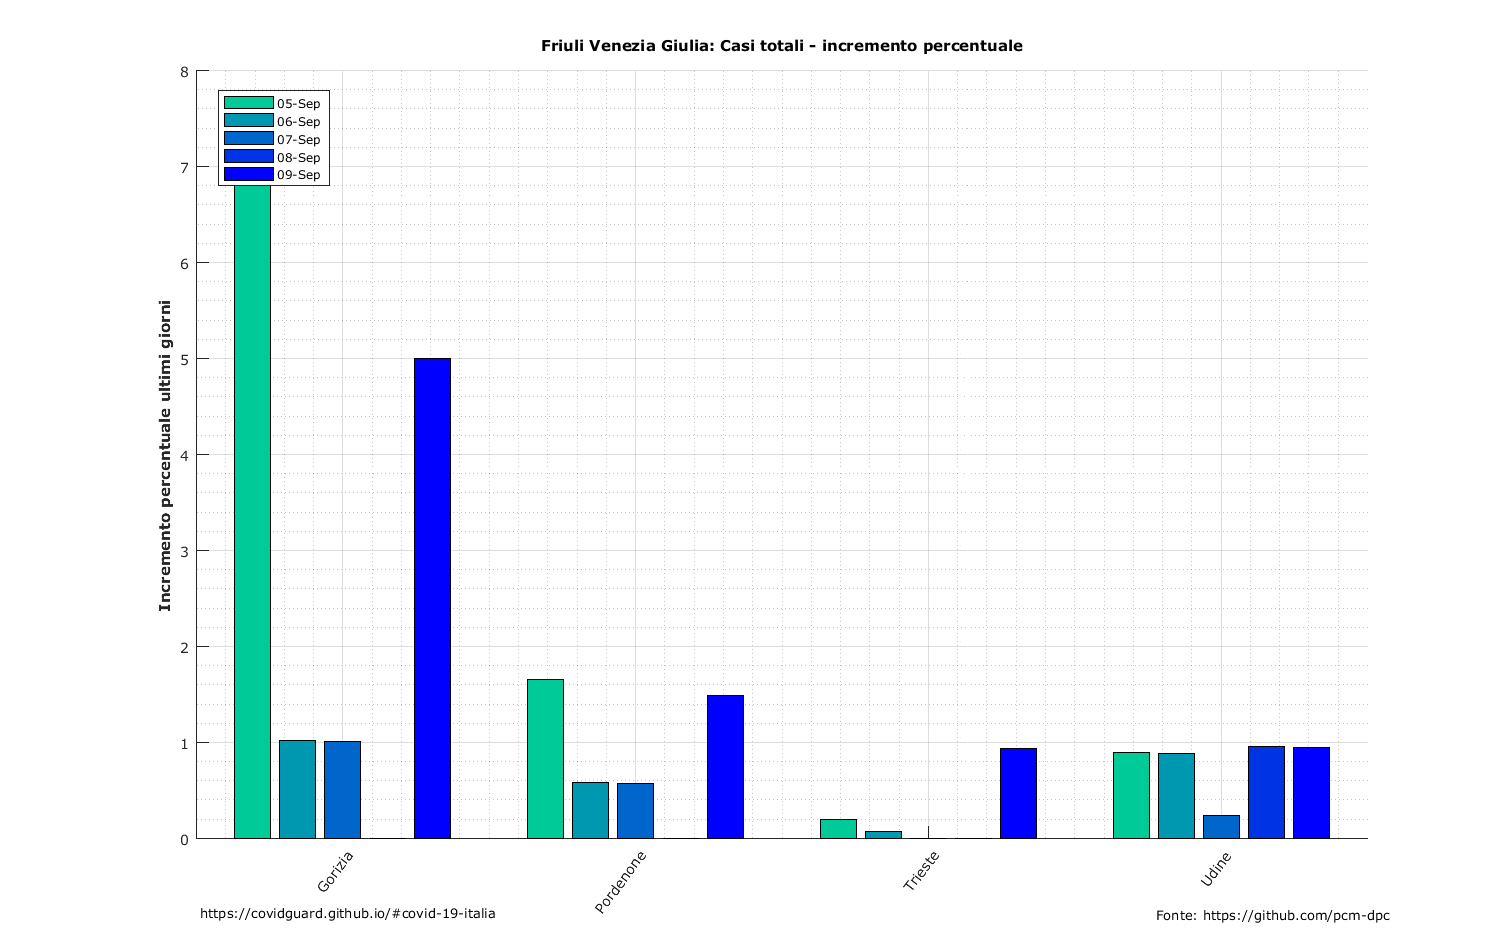 Friuli Venezia Giulia: Casi totali - incremento percentuale
8
7
6
5
4
3
2
1
0
Incremento percentuale ultimi giorni
05-Sep
06-Sep
07-Sep
08-Sep
09-Sep
Gorizia
Pordenone
Trieste
Udine
https://covidguard.github.io/#covid-19-italia
Fonte: https://github.com/pcm-dpc